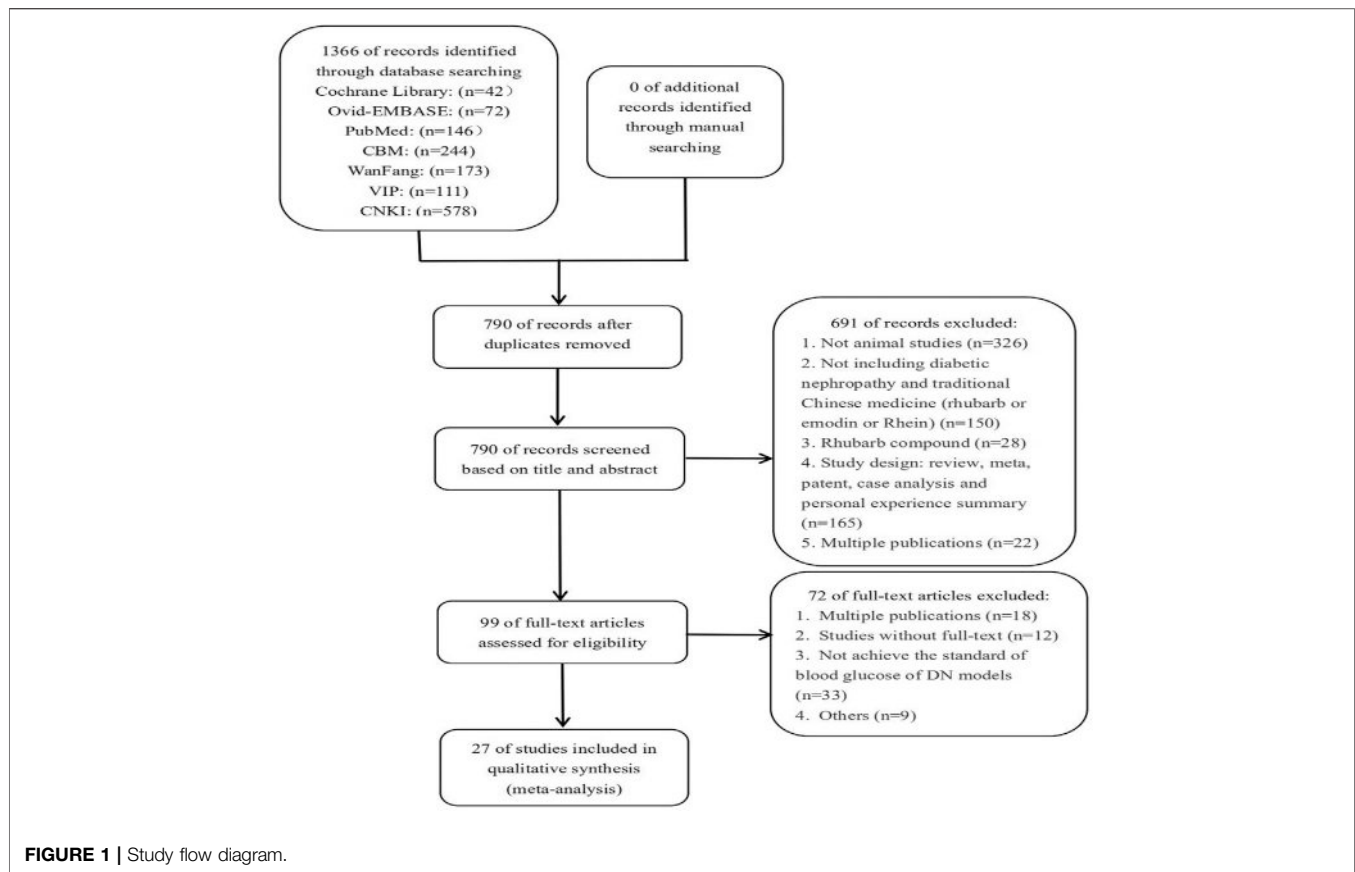 1366 of records identified
through database searching
Cochrane Library: (n=42）
Ovid-EMBASE: (n=72)
PubMed: (n=146）
CBM: (n=244)
WanFang: (n=173)
VIP: (n=111)
CNKI: (n=578)
0 of additional
records identified
through manual
searching
790 of records after
duplicates removed
691 of records excluded:
1. Not animal studies (n=326)
2. Not including diabetic
nephropathy and traditional
Chinese medicine (rhubarb or
emodin or Rhein) (n=150)
3. Rhubarb compound (n=28)
4. Study design: review, meta,
patent, case analysis and
personal experience summary
(n=165)
5. Multiple publications (n=22)
790 of records screened
based on title and abstract
99 of full-text articles
assessed for eligibility
72 of full-text articles excluded:
1. Multiple publications (n=18)
2. Studies without full-text (n=12)
3. Not achieve the standard of
blood glucose of DN models
(n=33)
4. Others (n=9)
27 of studies included in
qualitative synthesis
(meta-analysis)
FIGURE 1 | Study flow diagram.